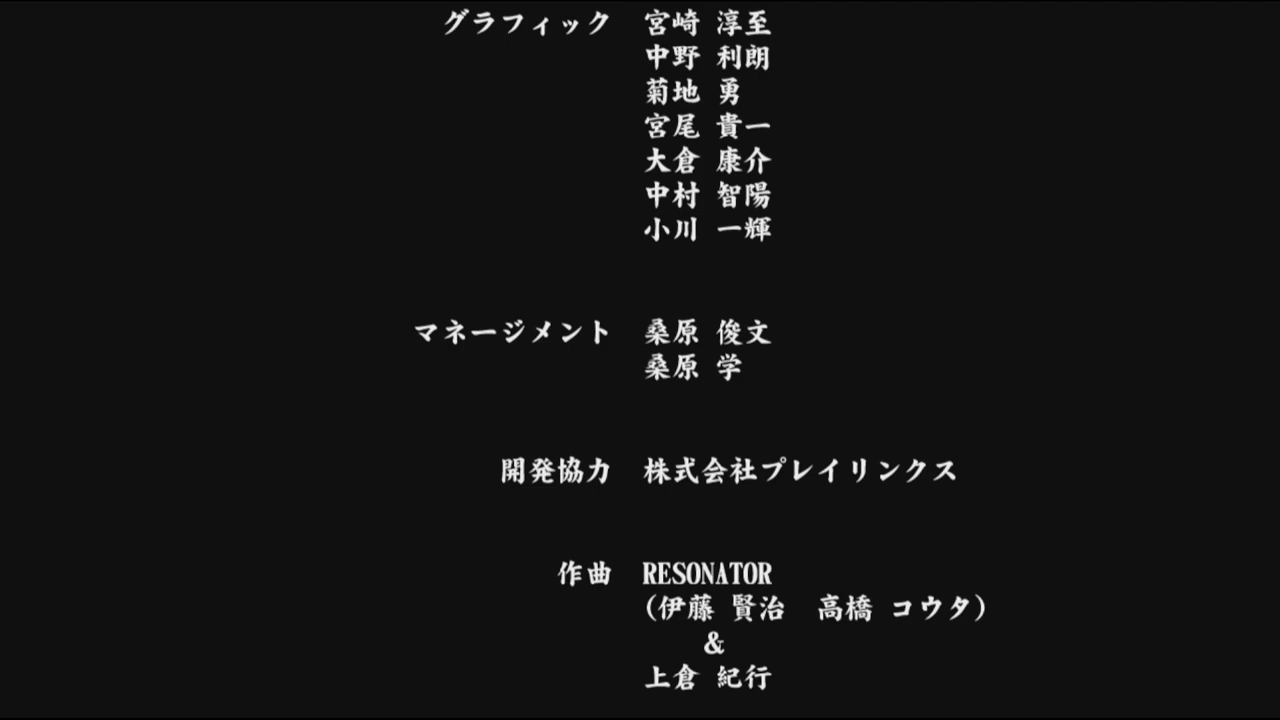 グラフィック 宮崎 淳至
中野 利朗
菊地 勇
宮尾 貴一
大倉 康介
中村 智陽
小川 一輝
マネージメント 桑原 俊文
桑原 学
開発協力 株式会社プレイリンクス
作曲 RESONATOR
(伊藤 賢治 高橋 コウタ)
&
上倉 紀行